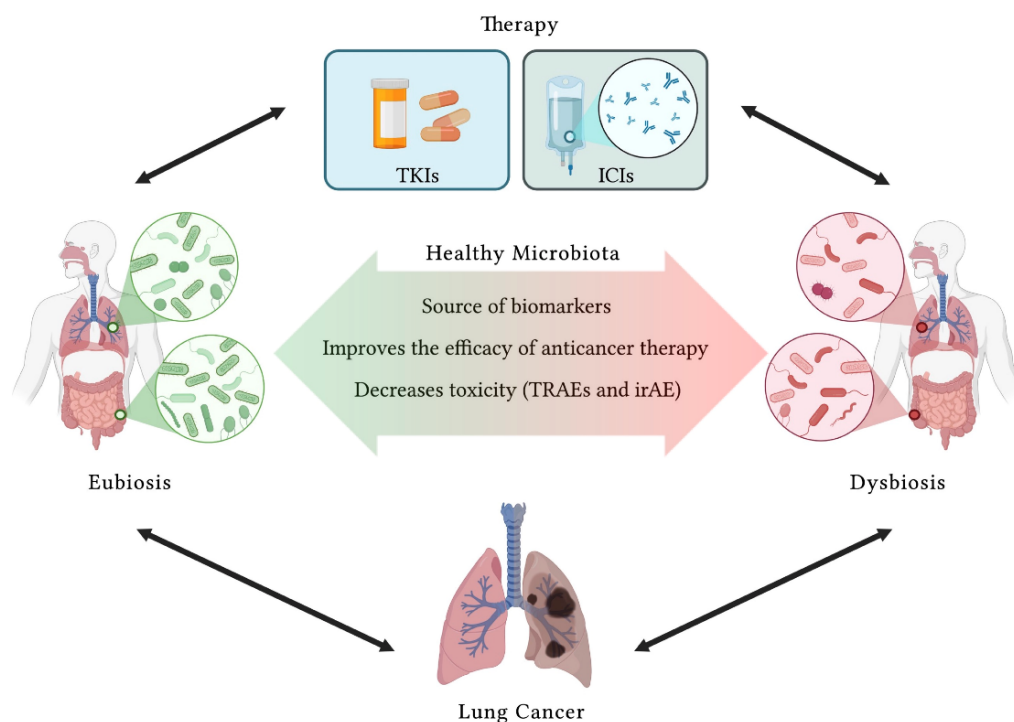 Therapy
TKIs
ICIs
Healthy Microbiota
Source of biomarkers
Improves the efficacy of anticancer therapy
Decreases toxicity (TRAEs and irAE)
Eubiosis
Dysbiosis
Lung Cancer